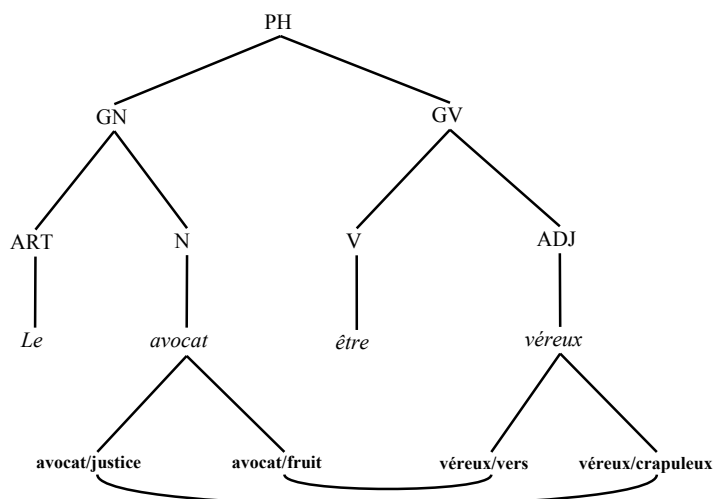 PH
GN GV
ART N V ADJ
Le avocat être véreux
avocat/justice avocat/fruit véreux/vers véreux/crapuleux